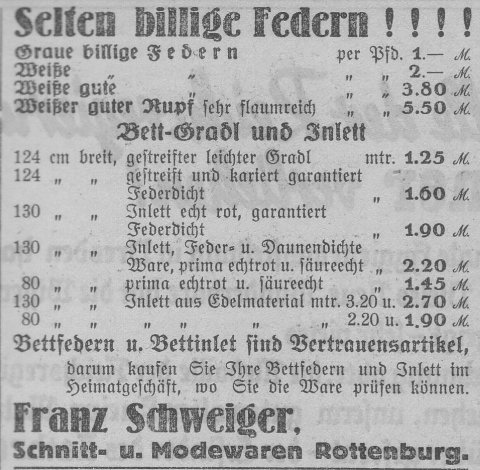 Selten billige Federn ! ! ! !
Graue billige Federn per Pfd. 1.— M.
Weiße „ „ „ „ 2.— M.
Weiße gute „ „ „ 3.80 M.
Weißer guter Rupf sehr flaumreich „ „ 5.50 M.
Bett-Gradl und Inlett
124 cm breit, gestreifter leichter Gradl mtr. 1.25 M.
124 „ „ gestreift und kariert garantiert
Federdicht „ 1.60 M.
130 „ „ Inlett echt rot, garantiert
Federdicht „ 1.90 M.
130 „ „ Inlett, Feder- u. Daunendichte
Ware, prima echtrot u. säureecht „ 2.20 M.
80 „ „ prima echtrot u. säureecht „ 1.45 M.
130 „ „ Inlett aus Edelmaterial mtr. 3.20 u. 2.70 M.
80 „ „ „ „ „ 2.20 u. 1.90 M.
Bettfedern u. Bettinlet sind Vertrauensartikel,
darum kaufen Sie Ihre Bettfedern und Inlett im
Heimatgeschäft, wo Sie die Ware prüfen können.
Franz Schweiger,
Schnitt- u. Modewaren Rottenburg.